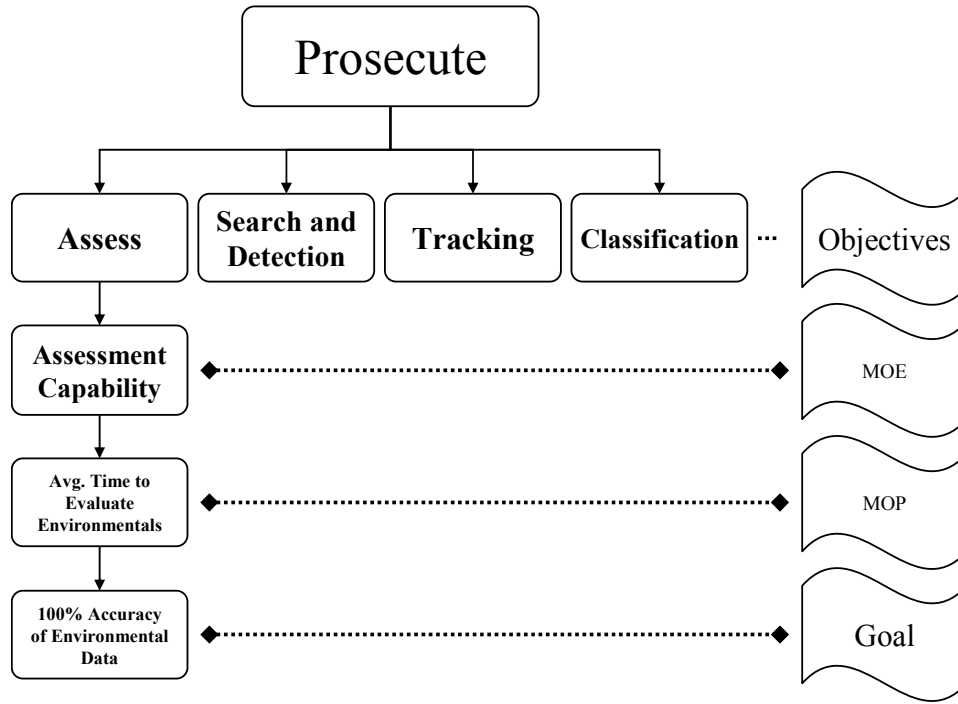 Prosecute
Assess
Search and
Detection
Tracking
Classification
...
Objectives
Assessment
Capability
MOE
Avg. Time to
Evaluate
Environmentals
MOP
100% Accuracy
of Environmental
Data
Goal